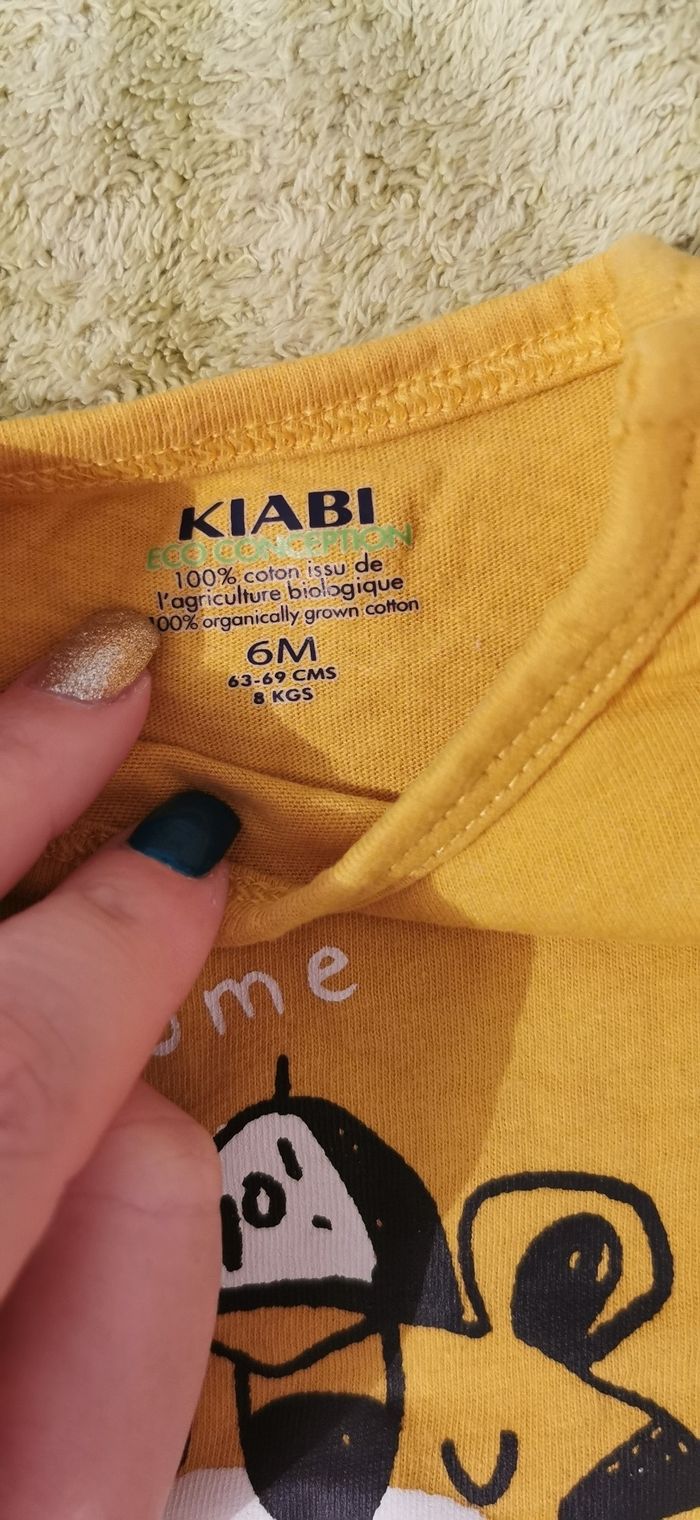 KIABI
ECO CONCEPTION
100% coton issu de
l'agriculture biologique
100% organically grown cotton
6M
63-69 CMS
8 KGS
ome